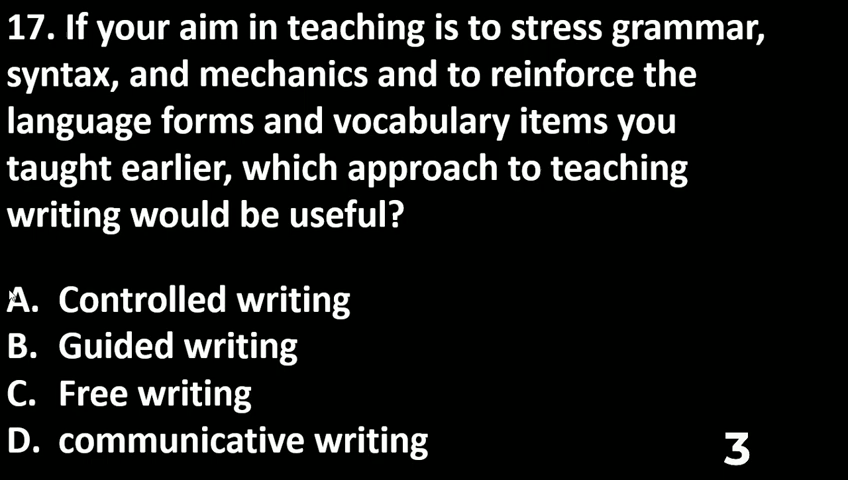 17. If your aim in teaching is to stress grammar,
syntax, and mechanics and to reinforce the
language forms and vocabulary items you
taught earlier, which approach to teaching
writing would be useful?
A. Controlled writing
B. Guided writing
C. Free writing
D. communicative writing
3